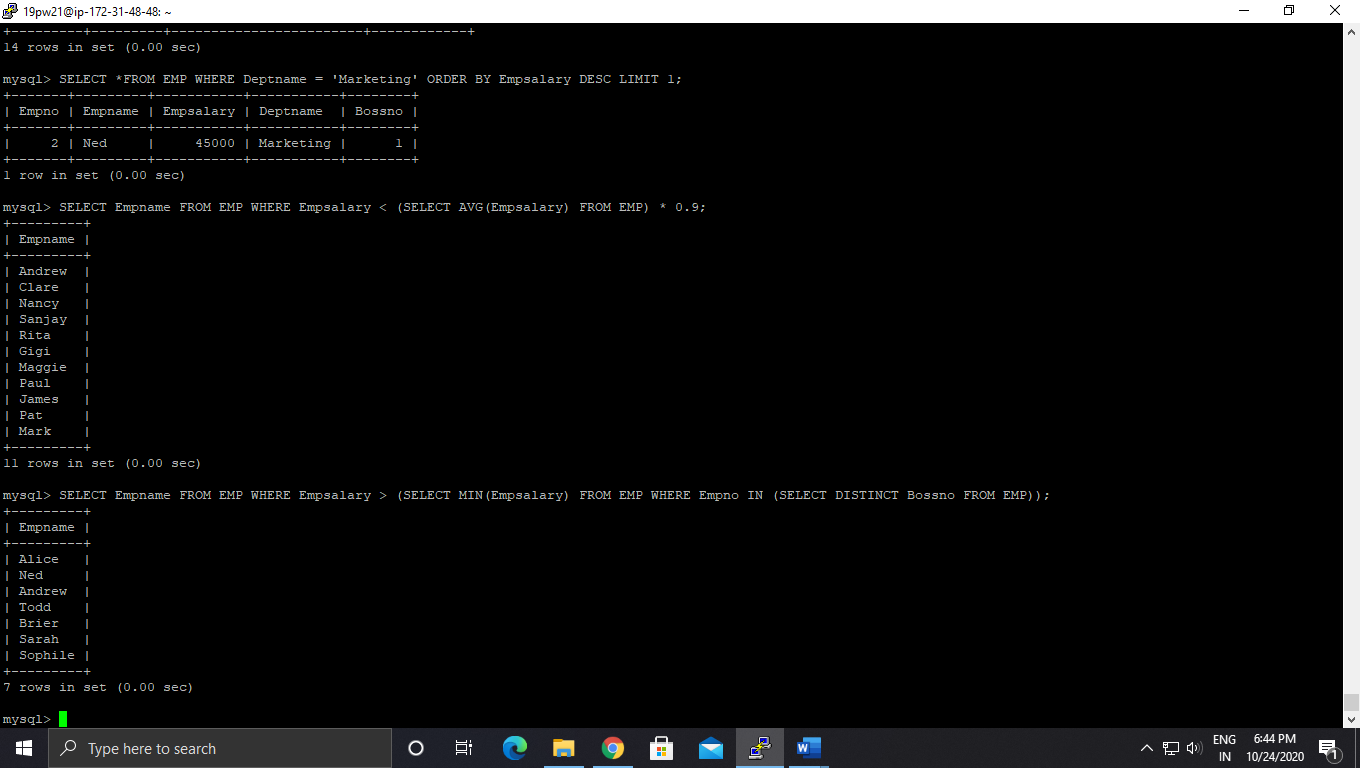 19pw21@ip-172-31-48-48: ~
+---------+---------+------------------------+------------+
14 rows in set (0.00 sec)
mysql> SELECT *FROM EMP WHERE Deptname = 'Marketing' ORDER BY Empsalary DESC LIMIT 1;
+-------+---------+-----------+-----------+--------+
| Empno | Empname | Empsalary | Deptname  | Bossno |
+-------+---------+-----------+-----------+--------+
|     2 | Ned     |     45000 | Marketing |      1 |
+-------+---------+-----------+-----------+--------+
1 row in set (0.00 sec)
mysql> SELECT Empname FROM EMP WHERE Empsalary < (SELECT AVG(Empsalary) FROM EMP) * 0.9;
+---------+
| Empname |
+---------+
| Andrew  |
| Clare   |
| Nancy   |
| Sanjay  |
| Rita    |
| Gigi    |
| Maggie  |
| Paul    |
| James   |
| Pat     |
| Mark    |
+---------+
11 rows in set (0.00 sec)
mysql> SELECT Empname FROM EMP WHERE Empsalary > (SELECT MIN(Empsalary) FROM EMP WHERE Empno IN (SELECT DISTINCT Bossno FROM EMP));
+---------+
| Empname |
+---------+
| Alice   |
| Ned     |
| Andrew  |
| Todd    |
| Brier   |
| Sarah   |
| Sophile |
+---------+
7 rows in set (0.00 sec)
mysql>
Type here to search
ENG
IN
6:44 PM
10/24/2020
1